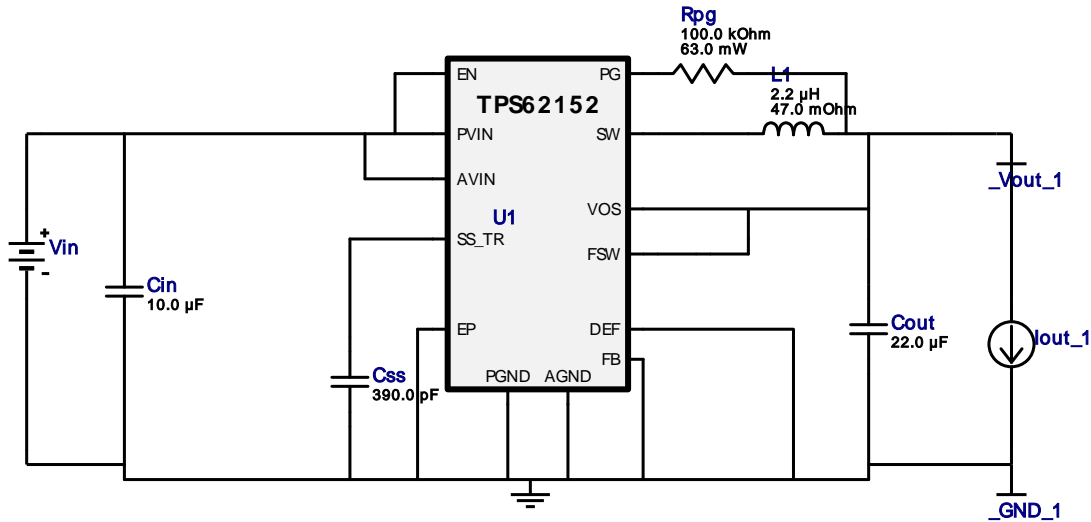 Rpg
100.0 kOhm
63.0 mW
L1
2.2 µH
47.0 mOhm
EN
PG
TPS62152
PVIN
SW
AVIN
_Vout_1
VOS
U1
SS_TR
+
Vin
-
FSW
Cin
10.0 µF
EP
DEF
Cout
22.0 µF
Iout_1
FB
Css
390.0 pF
PGND
AGND
_GND_1